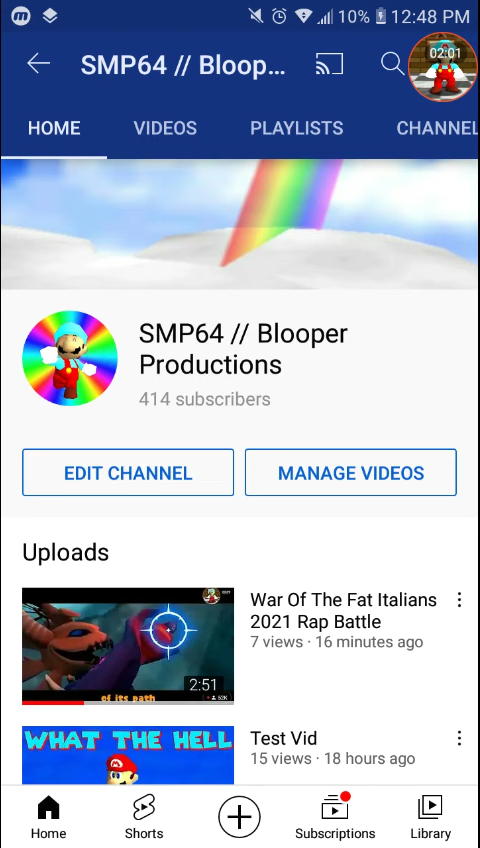 10% 12:48 PM
SMP64 // Bloop...
02:01
HOME VIDEOS PLAYLISTS CHANNEL
SMP64 // Blooper
Productions
414 subscribers
EDIT CHANNEL MANAGE VIDEOS
Uploads
War Of The Fat Italians
2021 Rap Battle
7 views · 16 minutes ago
2:51
of its path
52K
WHAT THE HELL
Test Vid
15 views · 18 hours ago
Home Shorts Subscriptions Library